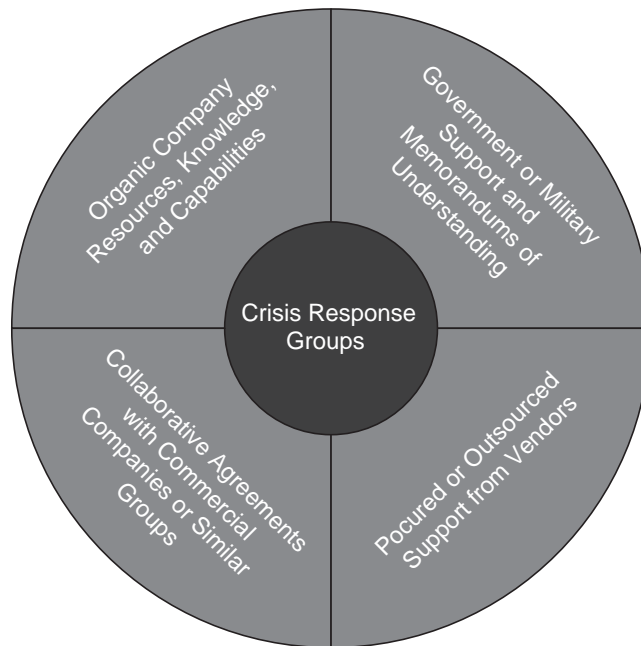 Organic Company
Resources, Knowledge,
and Capabilities
Government or Military
Support and
Memorandums of
Understanding
Crisis Response
Groups
Collaborative Agreements
with Commercial
Companies or Similar
Groups
Pocured or Outsourced
Support from Vendors